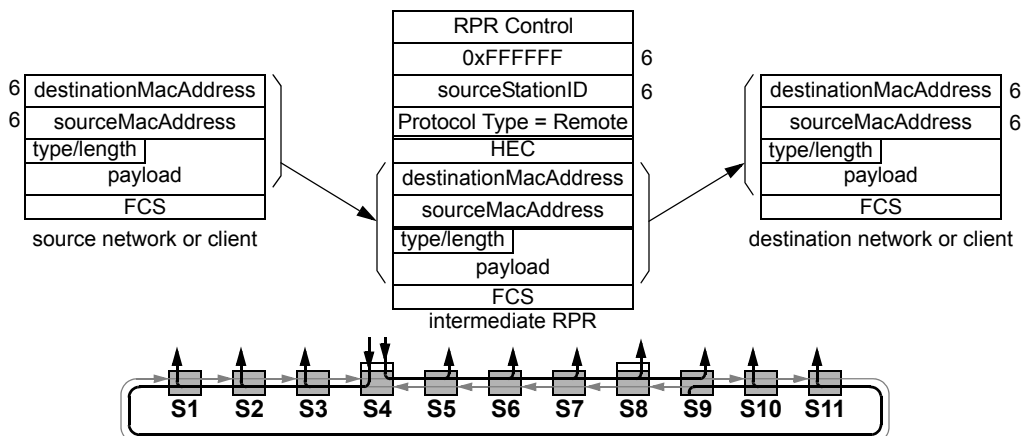 6 destinationMacAddress
6 sourceMacAddress
type/length
payload
FCS
source network or client
RPR Control
0xFFFFFF 6
sourceStationID 6
Protocol Type = Remote
HEC
destinationMacAddress
sourceMacAddress
type/length
payload
FCS
intermediate RPR
destinationMacAddress 6
sourceMacAddress 6
type/length
payload
FCS
destination network or client
S1 S2 S3 S4 S5 S6 S7 S8 S9 S10 S11